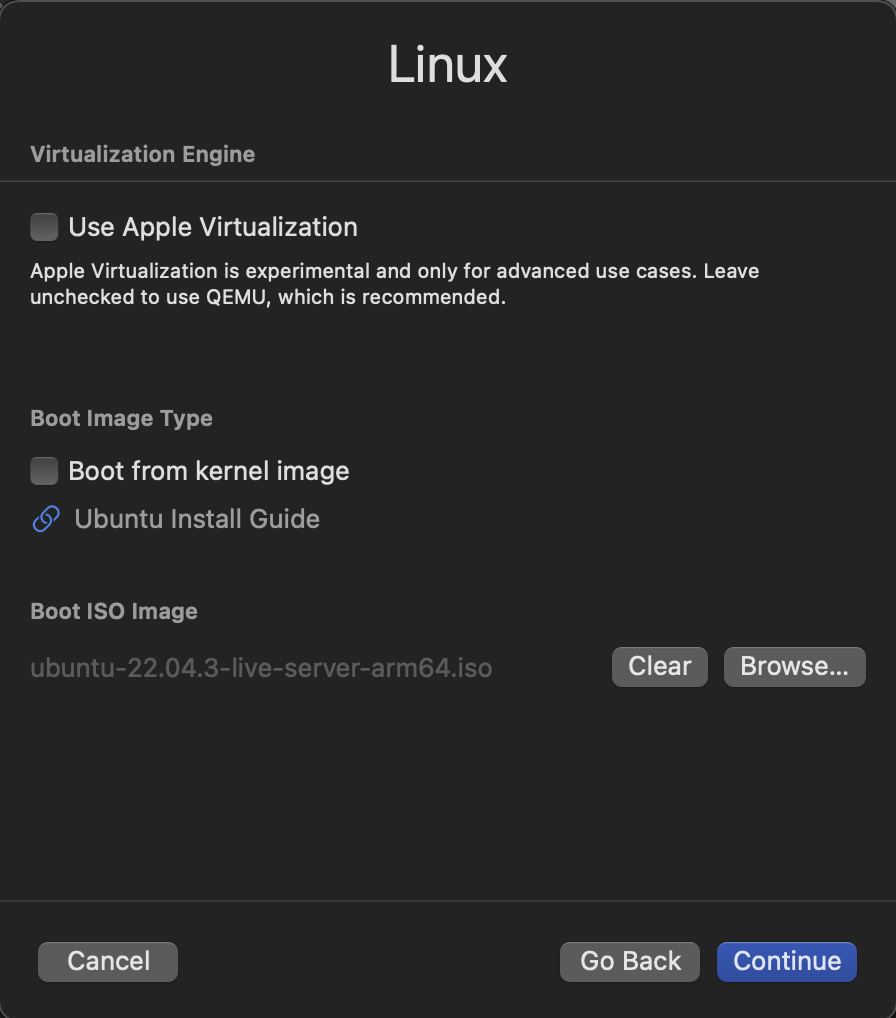 Linux
Virtualization Engine
Use Apple Virtualization
Apple Virtualization is experimental and only for advanced use cases. Leave
unchecked to use QEMU, which is recommended.
Boot Image Type
Boot from kernel image
Ubuntu Install Guide
Boot ISO Image
ubuntu-22.04.3-live-server-arm64.iso
Clear
Browse...
Cancel
Go Back
Continue